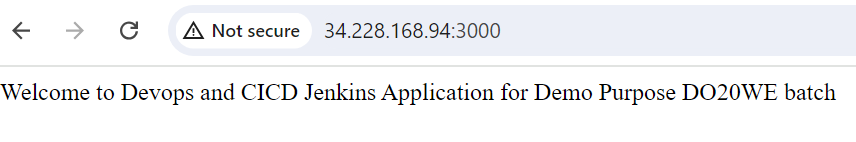 Not secure 34.228.168.94:3000
Welcome to Devops and CICD Jenkins Application for Demo Purpose DO20WE batch